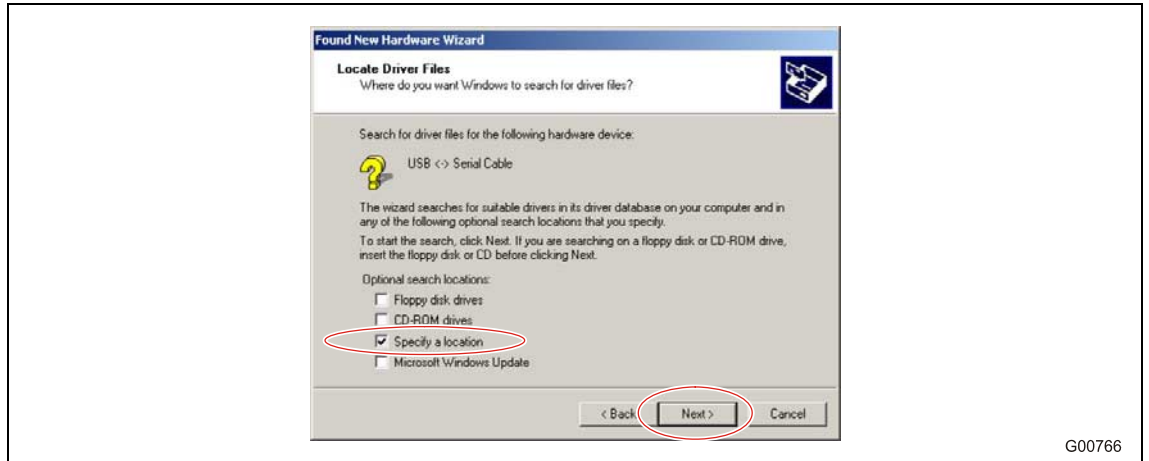 Found New Hardware Wizard
Locate Driver Files
Where do you want Windows to search for driver files?
Search for driver files for the following hardware device:
USB <-> Serial Cable
The wizard searches for suitable drivers in its driver database on your computer and in
any of the following optional search locations that you specify.
To start the search, click Next. If you are searching on a floppy disk or CD-ROM drive,
insert the floppy disk or CD before clicking Next.
Optional search locations:
Floppy disk drives
CD-ROM drives
Specify a location
Microsoft Windows Update
< Back Next > Cancel
G00766